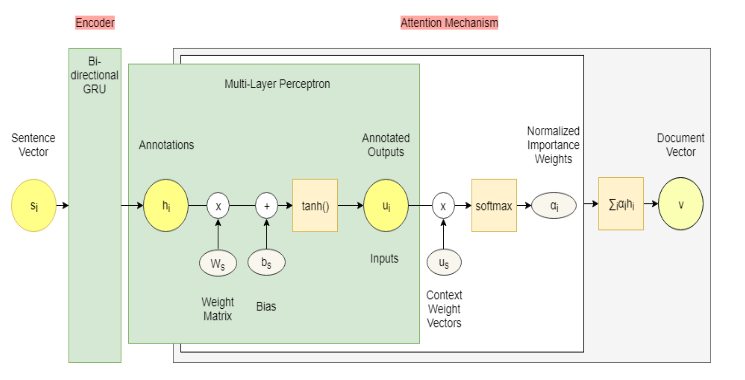 Encoder
Attention Mechanism
Bi-
directional
GRU
Multi-Layer Perceptron
Sentence
Vector
Annotations
Annotated
Outputs
Normalized
Importance
Weights
Document
Vector
sᵢ
hᵢ
x
+
tanh()
uᵢ
x
softmax
αᵢ
∑ᵢαᵢhᵢ
v
Wₛ
bₛ
Inputs
uₛ
Weight
Matrix
Bias
Context
Weight
Vectors